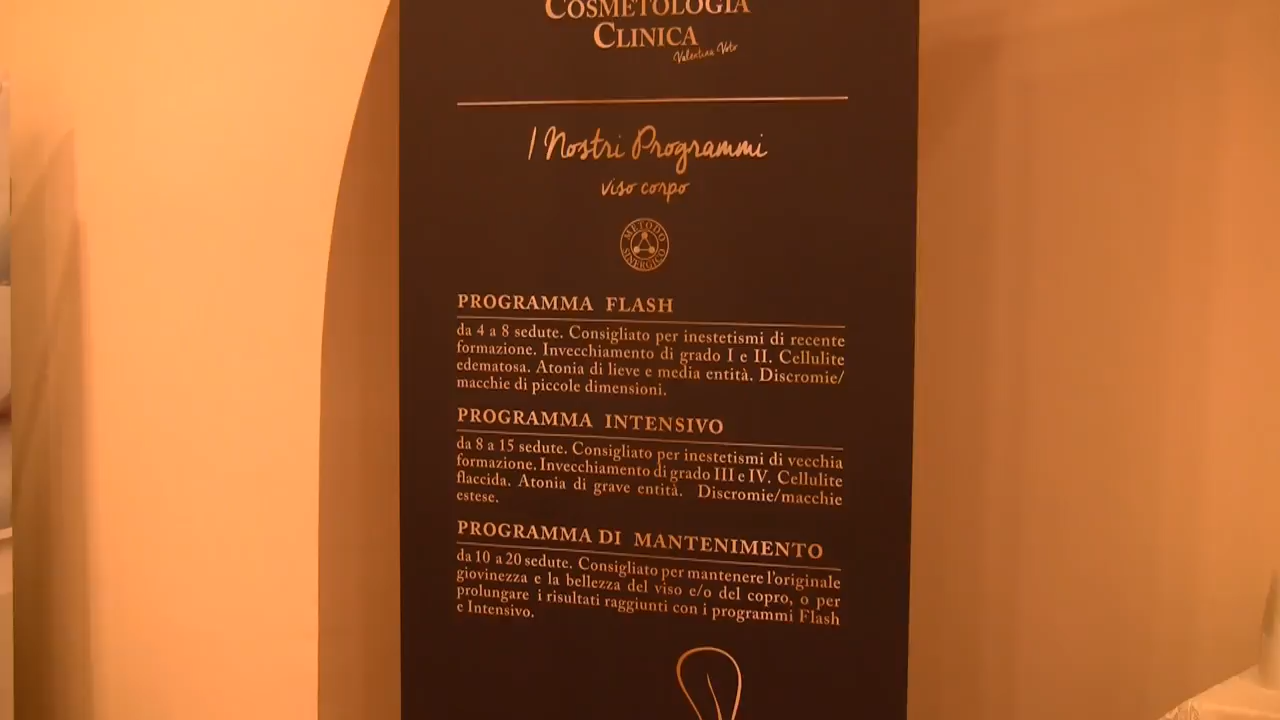 COSMETOLOGIA
CLINICA
Valentina Voto
I Nostri Programmi
viso corpo
METODO
SINERGICO
PROGRAMMA FLASH
da 4 a 8 sedute. Consigliato per inestetismi di recente
formazione. Invecchiamento di grado I e II. Cellulite
edematosa. Atonia di lieve e media entità. Discromie/
macchie di piccole dimensioni.
PROGRAMMA INTENSIVO
da 8 a 15 sedute. Consigliato per inestetismi di vecchia
formazione. Invecchiamento di grado III e IV. Cellulite
flaccida. Atonia di grave entità. Discromie/macchie
estese.
PROGRAMMA DI MANTENIMENTO
da 10 a 20 sedute. Consigliato per mantenere l'originale
giovinezza e la bellezza del viso e/o del copro, o per
prolungare i risultati raggiunti con i programmi Flash
e Intensivo.